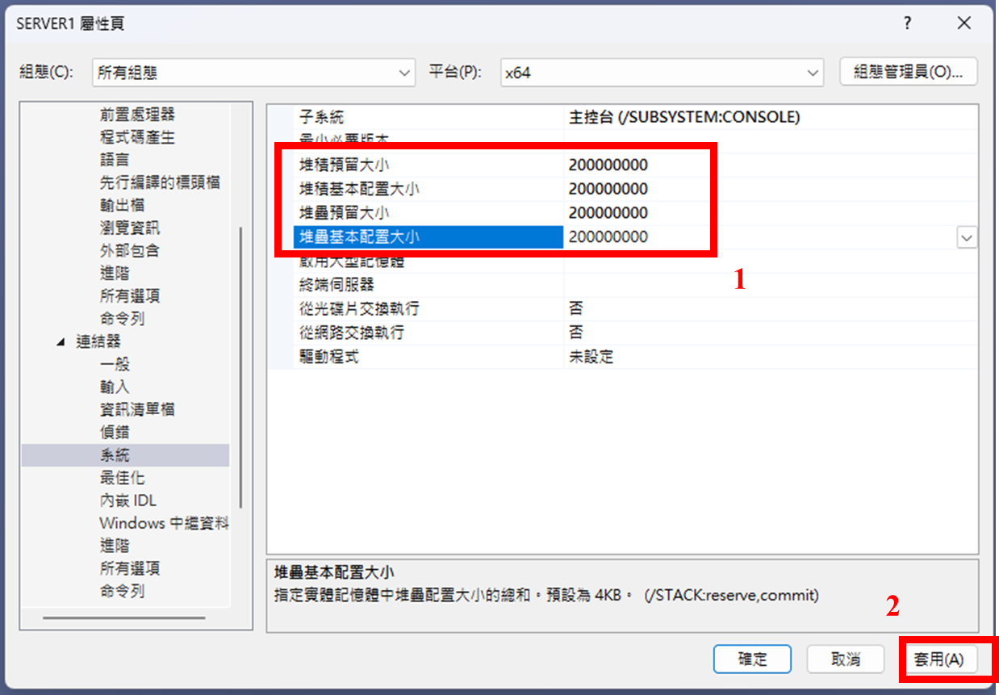 SERVER1 屬性頁
?
組態(C):
所有組態
平台(P):
x64
組態管理員(O)...
前置處理器
程式碼產生
語言
先行編譯的標頭檔
輸出檔
瀏覽資訊
外部包含
進階
所有選項
命令列
連結器
一般
輸入
資訊清單檔
偵錯
系統
最佳化
內嵌 IDL
Windows 中繼資料
進階
所有選項
命令列
子系統 主控台 (/SUBSYSTEM:CONSOLE)
最小必要版本
堆積預留大小 200000000
堆積基本配置大小 200000000
堆疊預留大小 200000000
堆疊基本配置大小 200000000
啟用大型記憶體
終端伺服器
從光碟片交換執行 否
從網路交換執行 否
驅動程式 未設定
1
堆疊基本配置大小
指定實體記憶體中堆疊配置大小的總和。預設為 4KB。 (/STACK:reserve,commit)
2
確定
取消
套用(A)